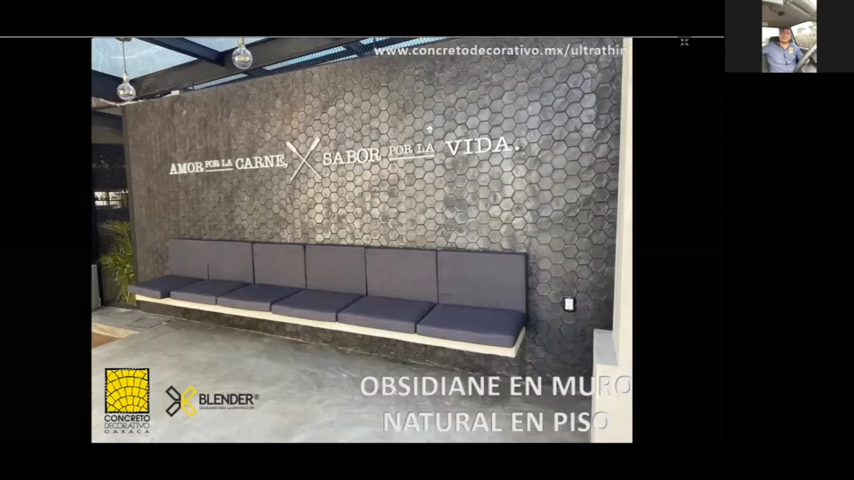 www.concretodecorativo.mx/ultrathin
AMOR POR LA CARNE, SABOR POR LA VIDA..
CONCRETO
DECORATIVO
OAXACA
BLENDER®
OBSIDIANE EN MURO
NATURAL EN PISO